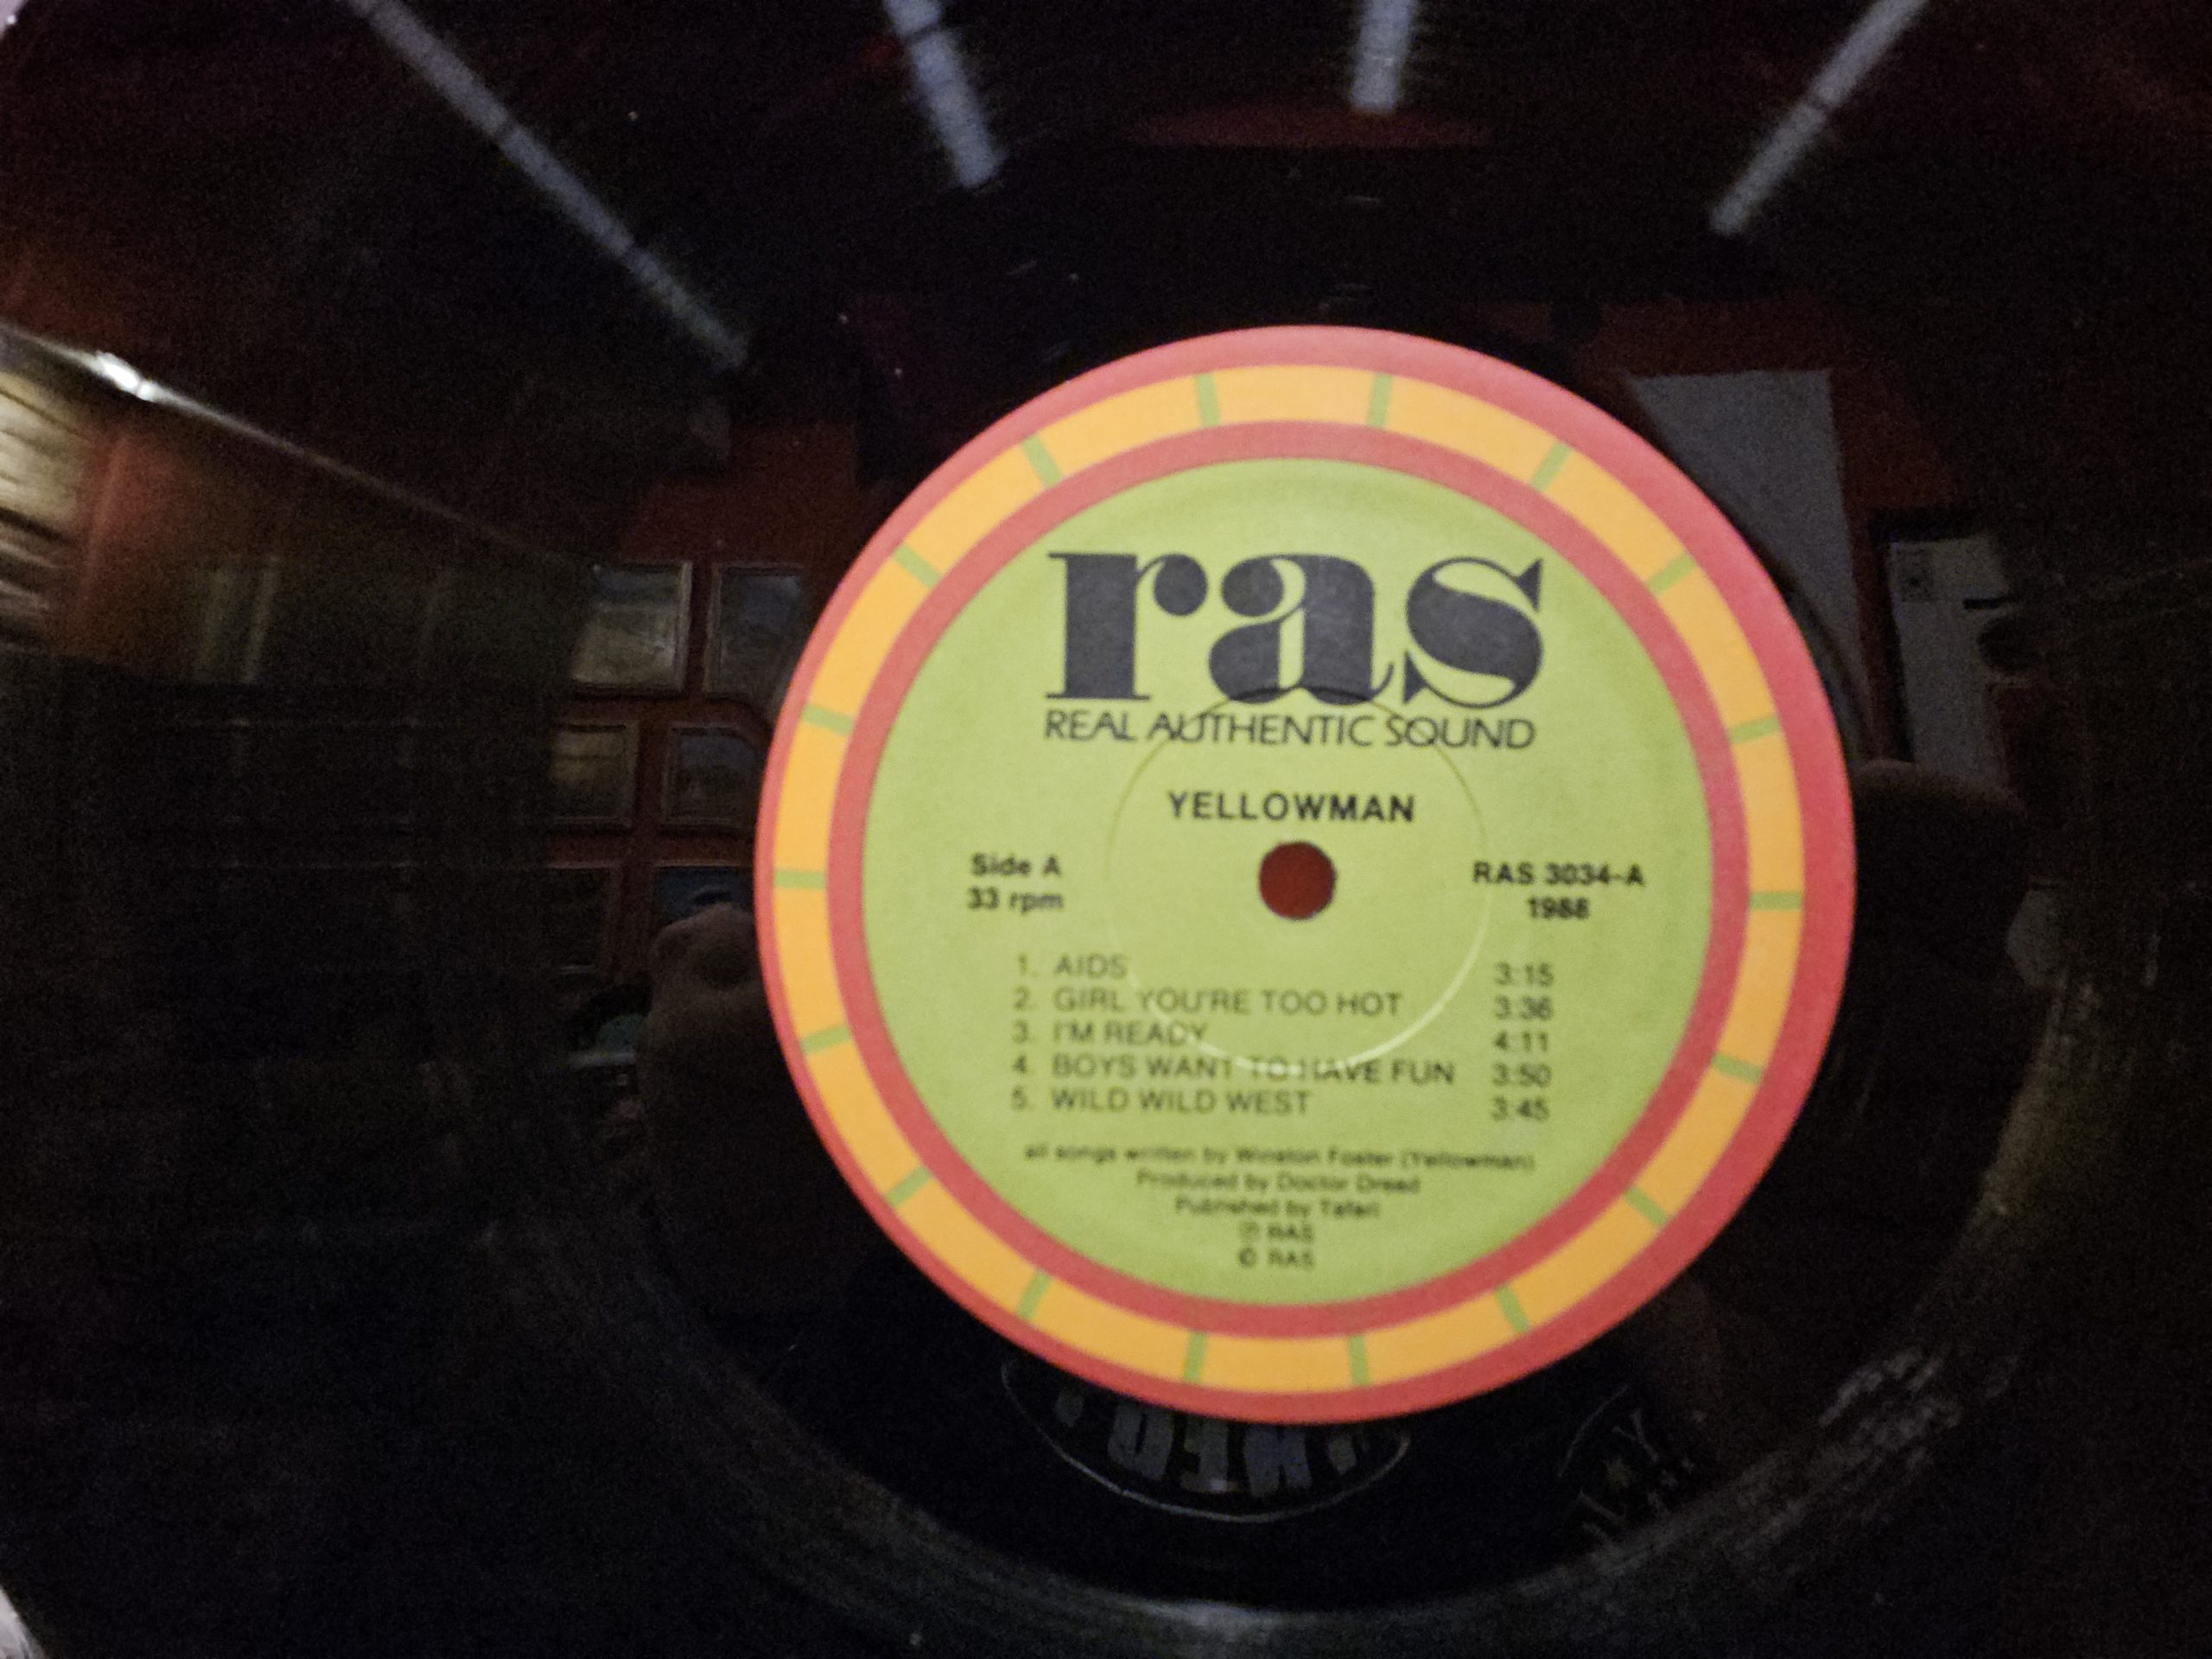 ras
REAL AUTHENTIC SOUND
YELLOWMAN
Side A
33 rpm
RAS 3034-A
1988
1. AIDS 3:15
2. GIRL YOU'RE TOO HOT 3:36
3. I'M READY 4:11
4. BOYS WANT TO HAVE FUN 3:50
5. WILD WILD WEST 3:45
all songs written by Winston Foster (Yellowman)
Produced by Doctor Dread
Published by Tafari
℗ RAS
© RAS